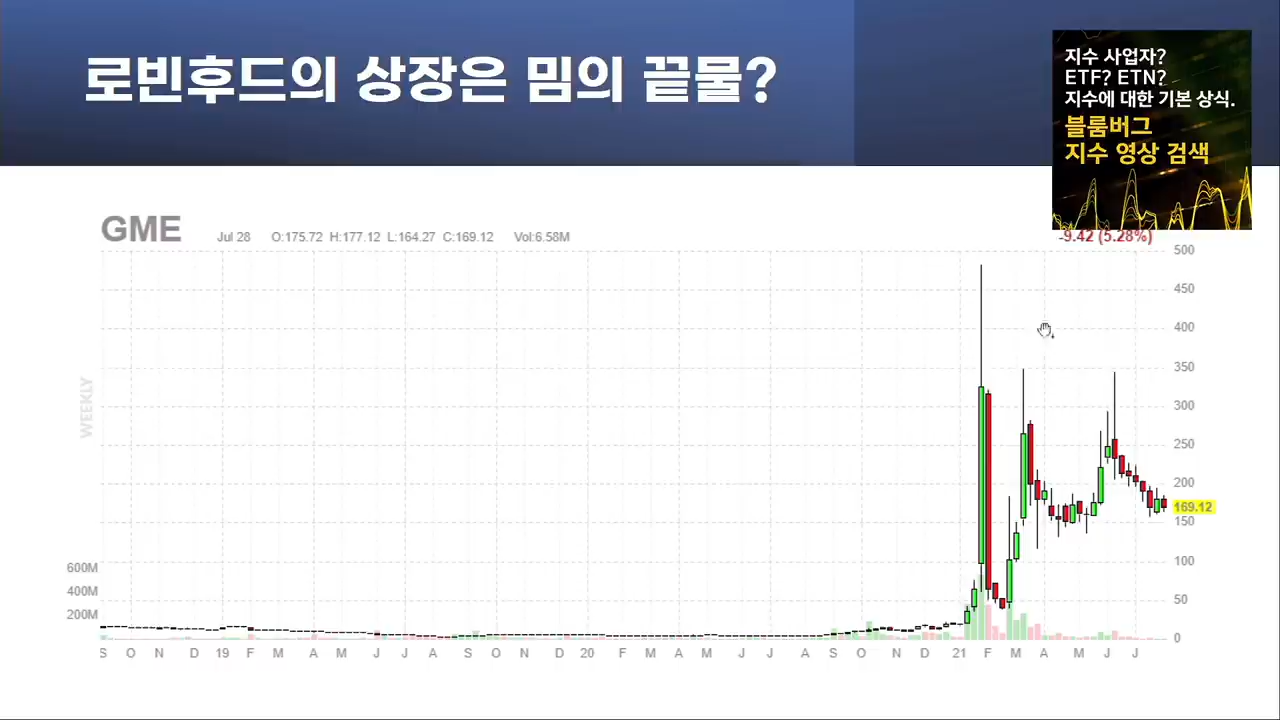 로빈후드의 상장은 밈의 끝물?
지수 사업자?
ETF? ETN?
지수에 대한 기본 상식.
블룸버그
지수 영상 검색
GME Jul 28 O:175.72 H:177.12 L:164.27 C:169.12 Vol:6.58M -9.42 (5.28%)
500
450
400
350
300
250
200
169.12
150
100
50
0
WEEKLY
600M
400M
200M
S O N D 19 F M A M J J A S O N D 20 F M A M J J A S O N D 21 F M A M J J